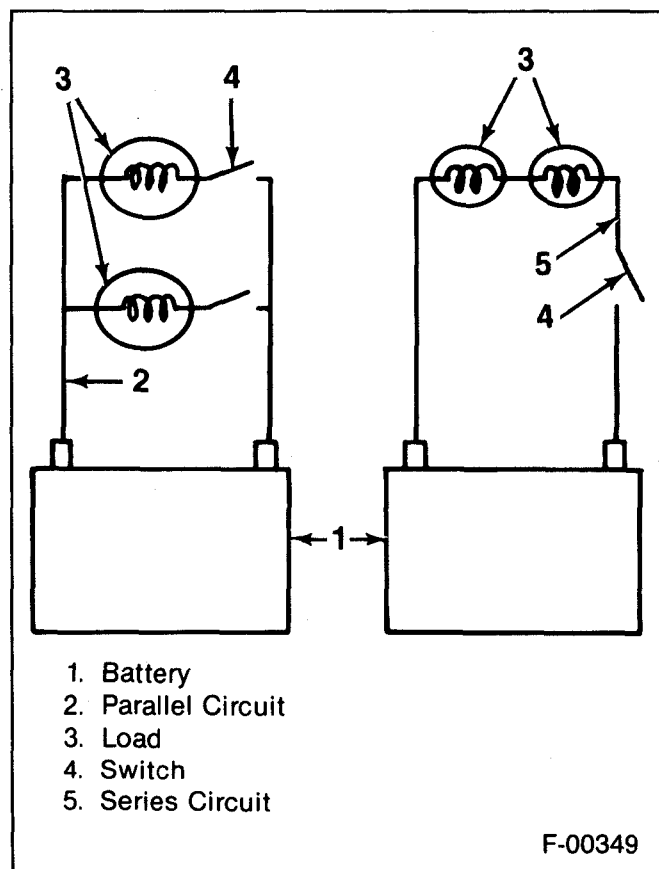 3
4
3
2
5
4
1
1. Battery
2. Parallel Circuit
3. Load
4. Switch
5. Series Circuit
F-00349